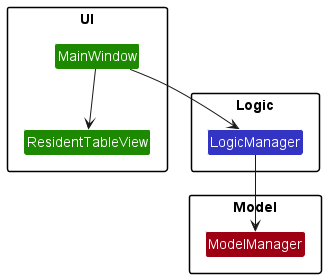 UI
MainWindow
ResidentTableView
Logic
LogicManager
Model
ModelManager